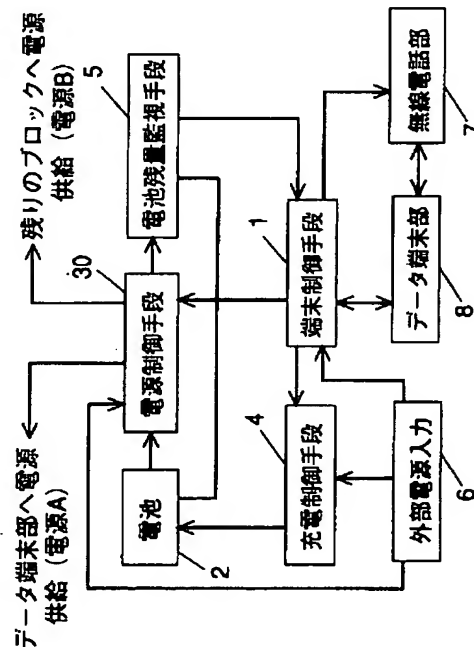 データ端末部へ電源
供給（電源A）
残りのブロックへ電源
供給（電源B）
30
5
電池
電源制御手段
電池残量監視手段
2
4
1
充電制御手段
端末制御手段
外部電源入力
データ端末部
無線電話部
6
8
7